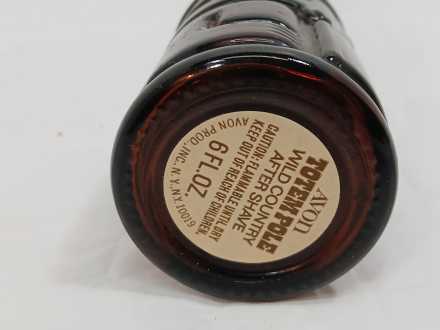 AVON
TOTEM POLE
WILD COUNTRY
AFTER SHAVE
6 FL. OZ
CAUTION: FLAMMABLE UNTIL DRY
KEEP OUT OF REACH OF CHILDREN.
AVON PROD., INC. N.Y., N.Y. 10019